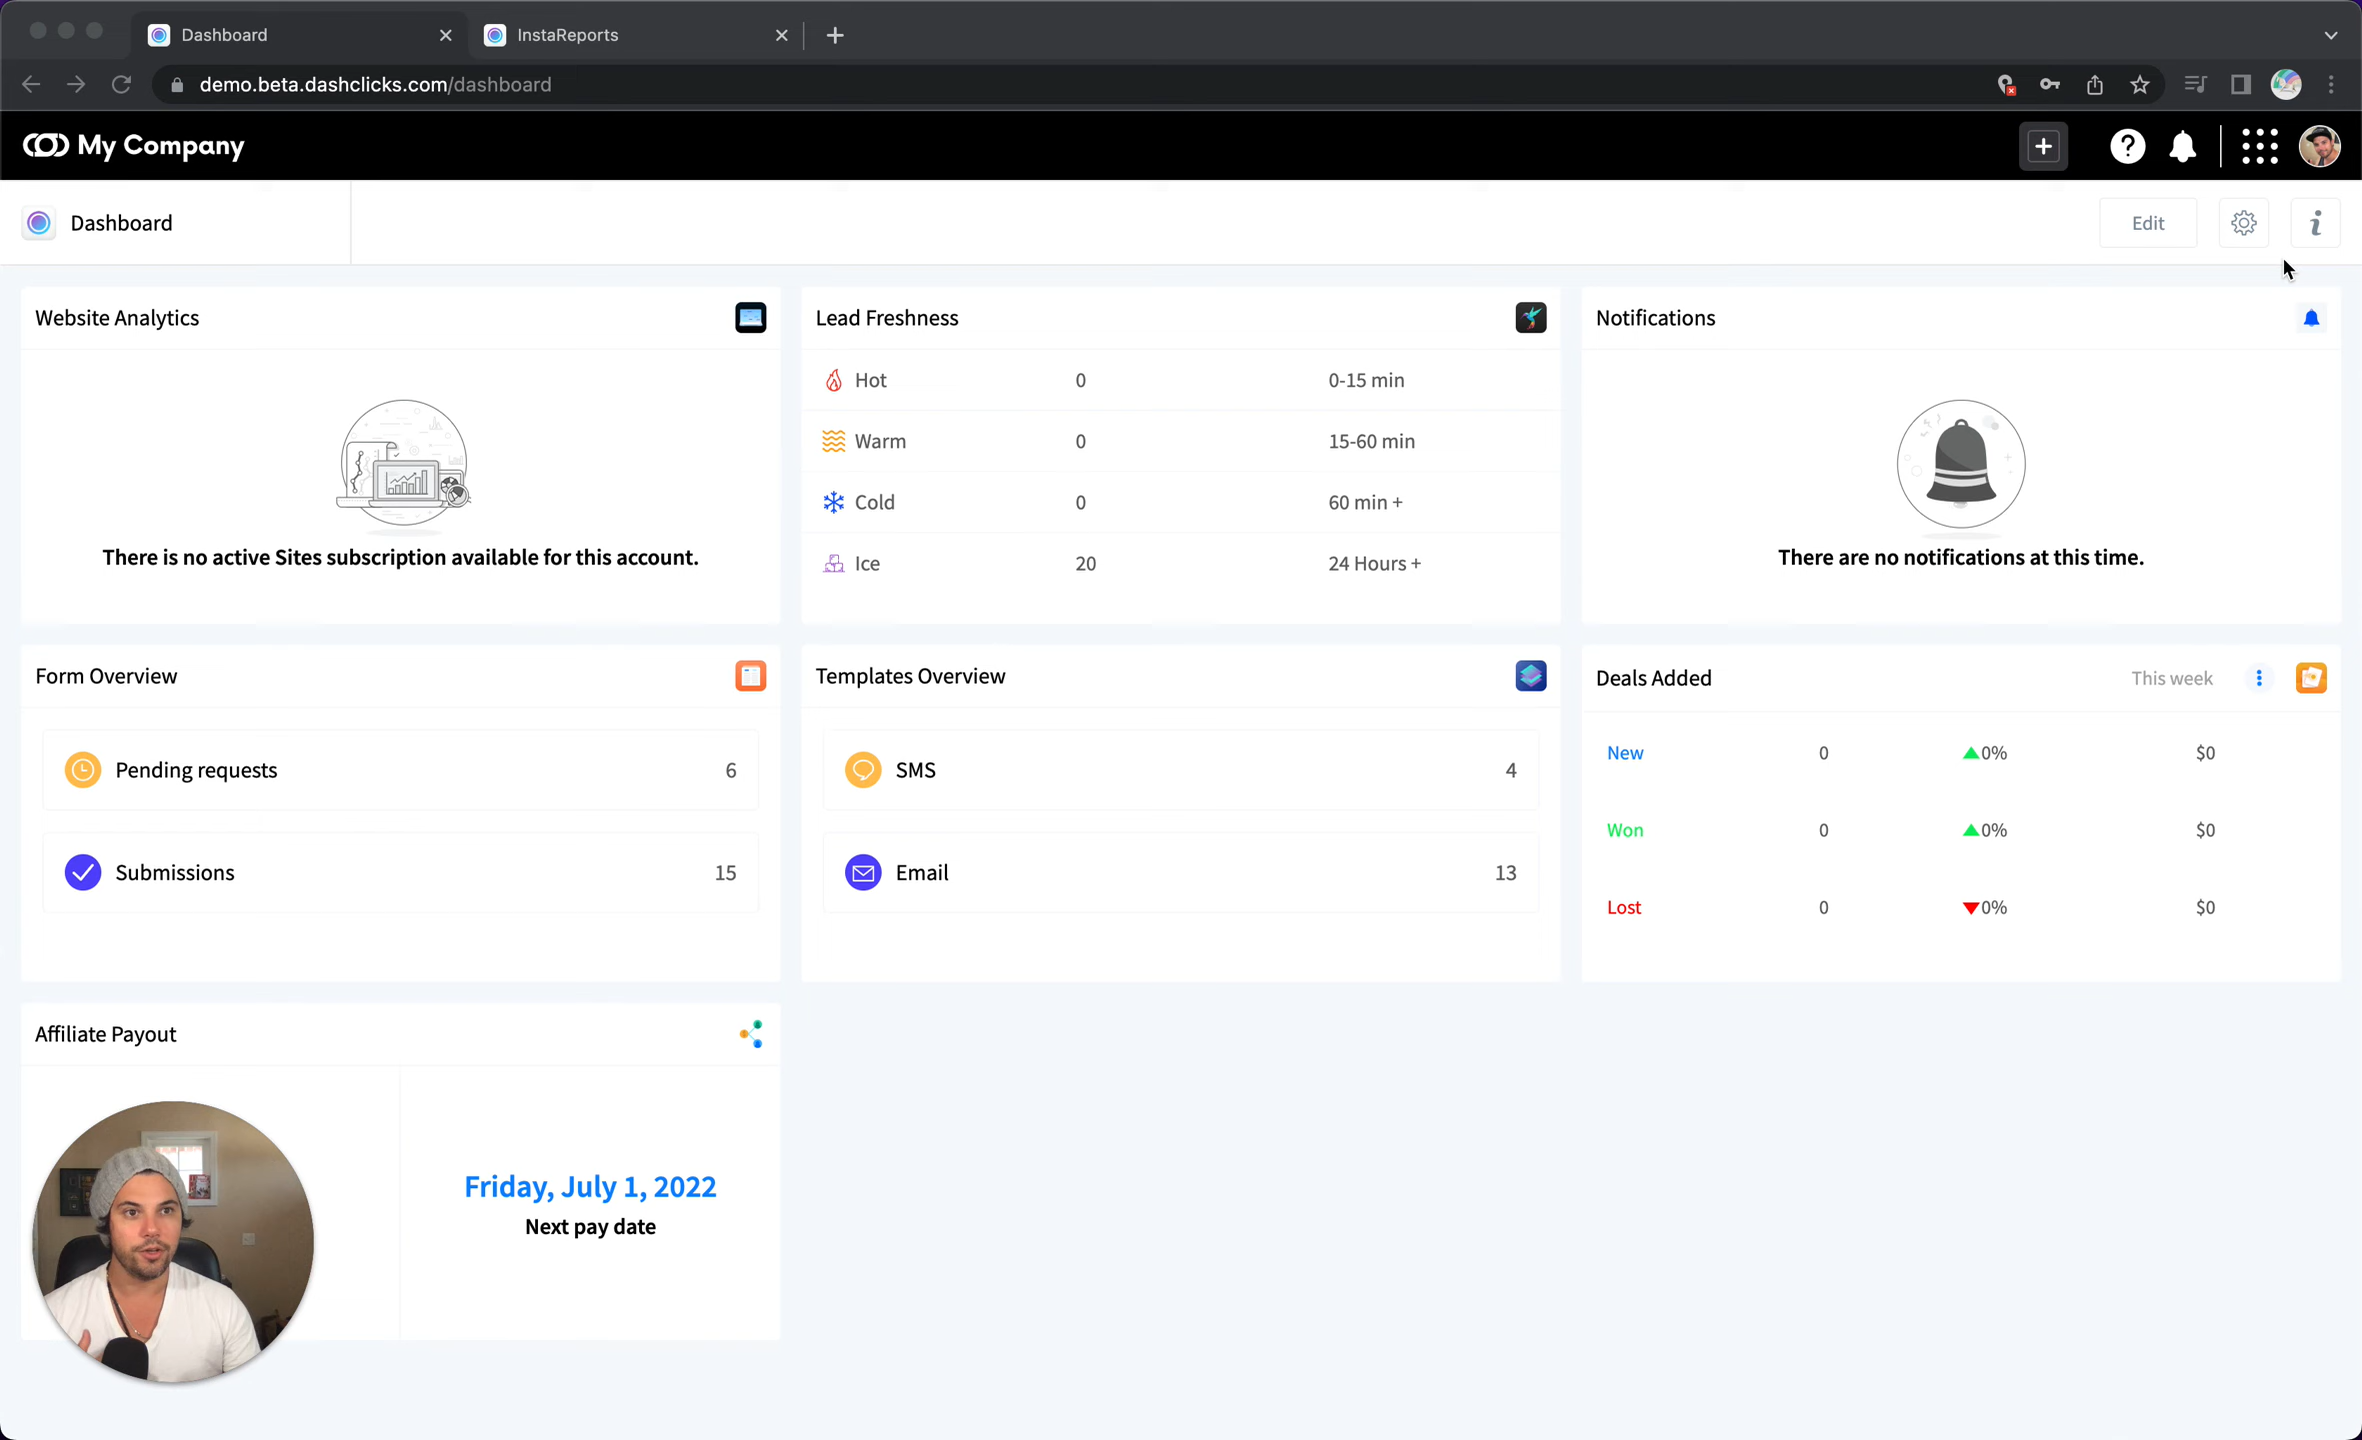 Dashboard
InstaReports
demo.beta.dashclicks.com/dashboard
My Company
Dashboard
Edit
Website Analytics
There is no active Sites subscription available for this account.
Lead Freshness
Hot 0 0-15 min
Warm 0 15-60 min
Cold 0 60 min +
Ice 20 24 Hours +
Notifications
There are no notifications at this time.
Form Overview
Pending requests 6
Submissions 15
Templates Overview
SMS 4
Email 13
Deals Added This week
New 0 0% $0
Won 0 0% $0
Lost 0 0% $0
Affiliate Payout
Friday, July 1, 2022
Next pay date